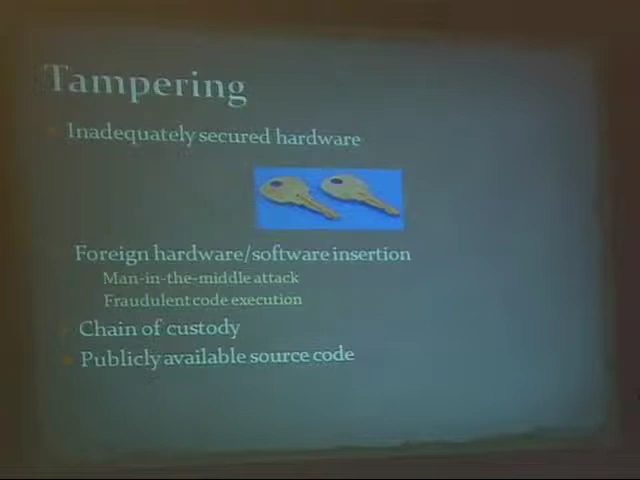 Tampering
Inadequately secured hardware
Foreign hardware/software insertion
Man-in-the-middle attack
Fraudulent code execution
Chain of custody
Publicly available source code